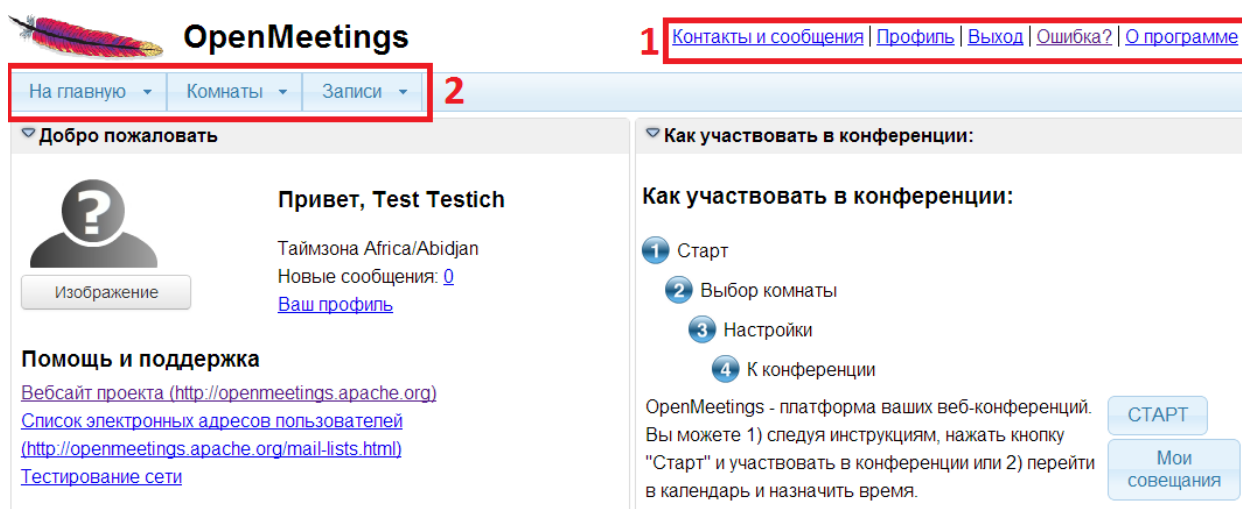 OpenMeetings
1 Контакты и сообщения | Профиль | Выход | Ошибка? | О программе
На главную Комнаты Записи 2
Добро пожаловать
?
Привет, Test Testich
Таймзона Africa/Abidjan
Новые сообщения: 0
Ваш профиль
Изображение
Помощь и поддержка
Вебсайт проекта (http://openmeetings.apache.org)
Список электронных адресов пользователей
(http://openmeetings.apache.org/mail-lists.html)
Тестирование сети
Как участвовать в конференции:
Как участвовать в конференции:
1 Старт
2 Выбор комнаты
3 Настройки
4 К конференции
OpenMeetings - платформа ваших веб-конференций.
Вы можете 1) следуя инструкциям, нажать кнопку
"Старт" и участвовать в конференции или 2) перейти
в календарь и назначить время.
СТАРТ
Мои
совещания